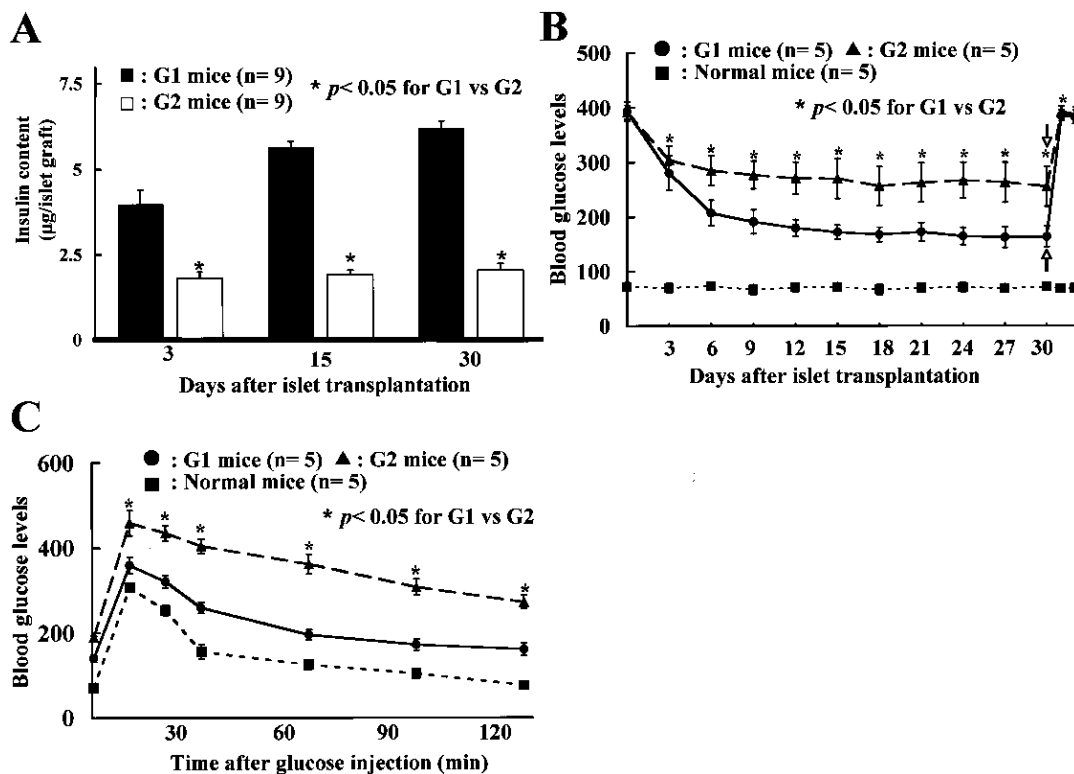 A
■ : G1 mice (n= 9)
□ : G2 mice (n= 9)
* p< 0.05 for G1 vs G2
Insulin content
(μg/islet graft)
7.5
5
2.5
0
* * *
3 15 30
Days after islet transplantation
B
● : G1 mice (n= 5) ▲ : G2 mice (n= 5)
■ : Normal mice (n= 5)
* p< 0.05 for G1 vs G2
Blood glucose levels
500
400
300
200
100
0
* * * * * * * * * * *
3 6 9 12 15 18 21 24 27 30
Days after islet transplantation
C
● : G1 mice (n= 5) ▲ : G2 mice (n= 5)
■ : Normal mice (n= 5)
* p< 0.05 for G1 vs G2
Blood glucose levels
600
400
200
0
* * * * * *
30 60 90 120
Time after glucose injection (min)